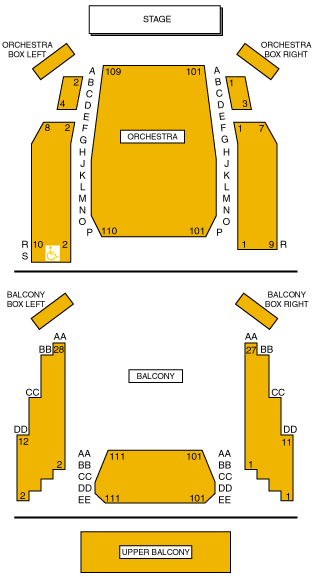 STAGE
ORCHESTRA
BOX LEFT
ORCHESTRA
BOX RIGHT
A 109 101 A
2 B B 1
C C
4 D D 3
E E
8 2 F F 1 7
G G
ORCHESTRA
H H
J J
K K
L L
M M
N N
O O
P 110 101 P
R 10 2 1 9 R
S
BALCONY
BOX LEFT
BALCONY
BOX RIGHT
AA AA
BB 28 27 BB
BALCONY
CC CC
DD DD
12 11
AA 111 101 AA
2 BB BB 1
CC CC
DD DD
2 EE 111 101 EE 1
UPPER BALCONY